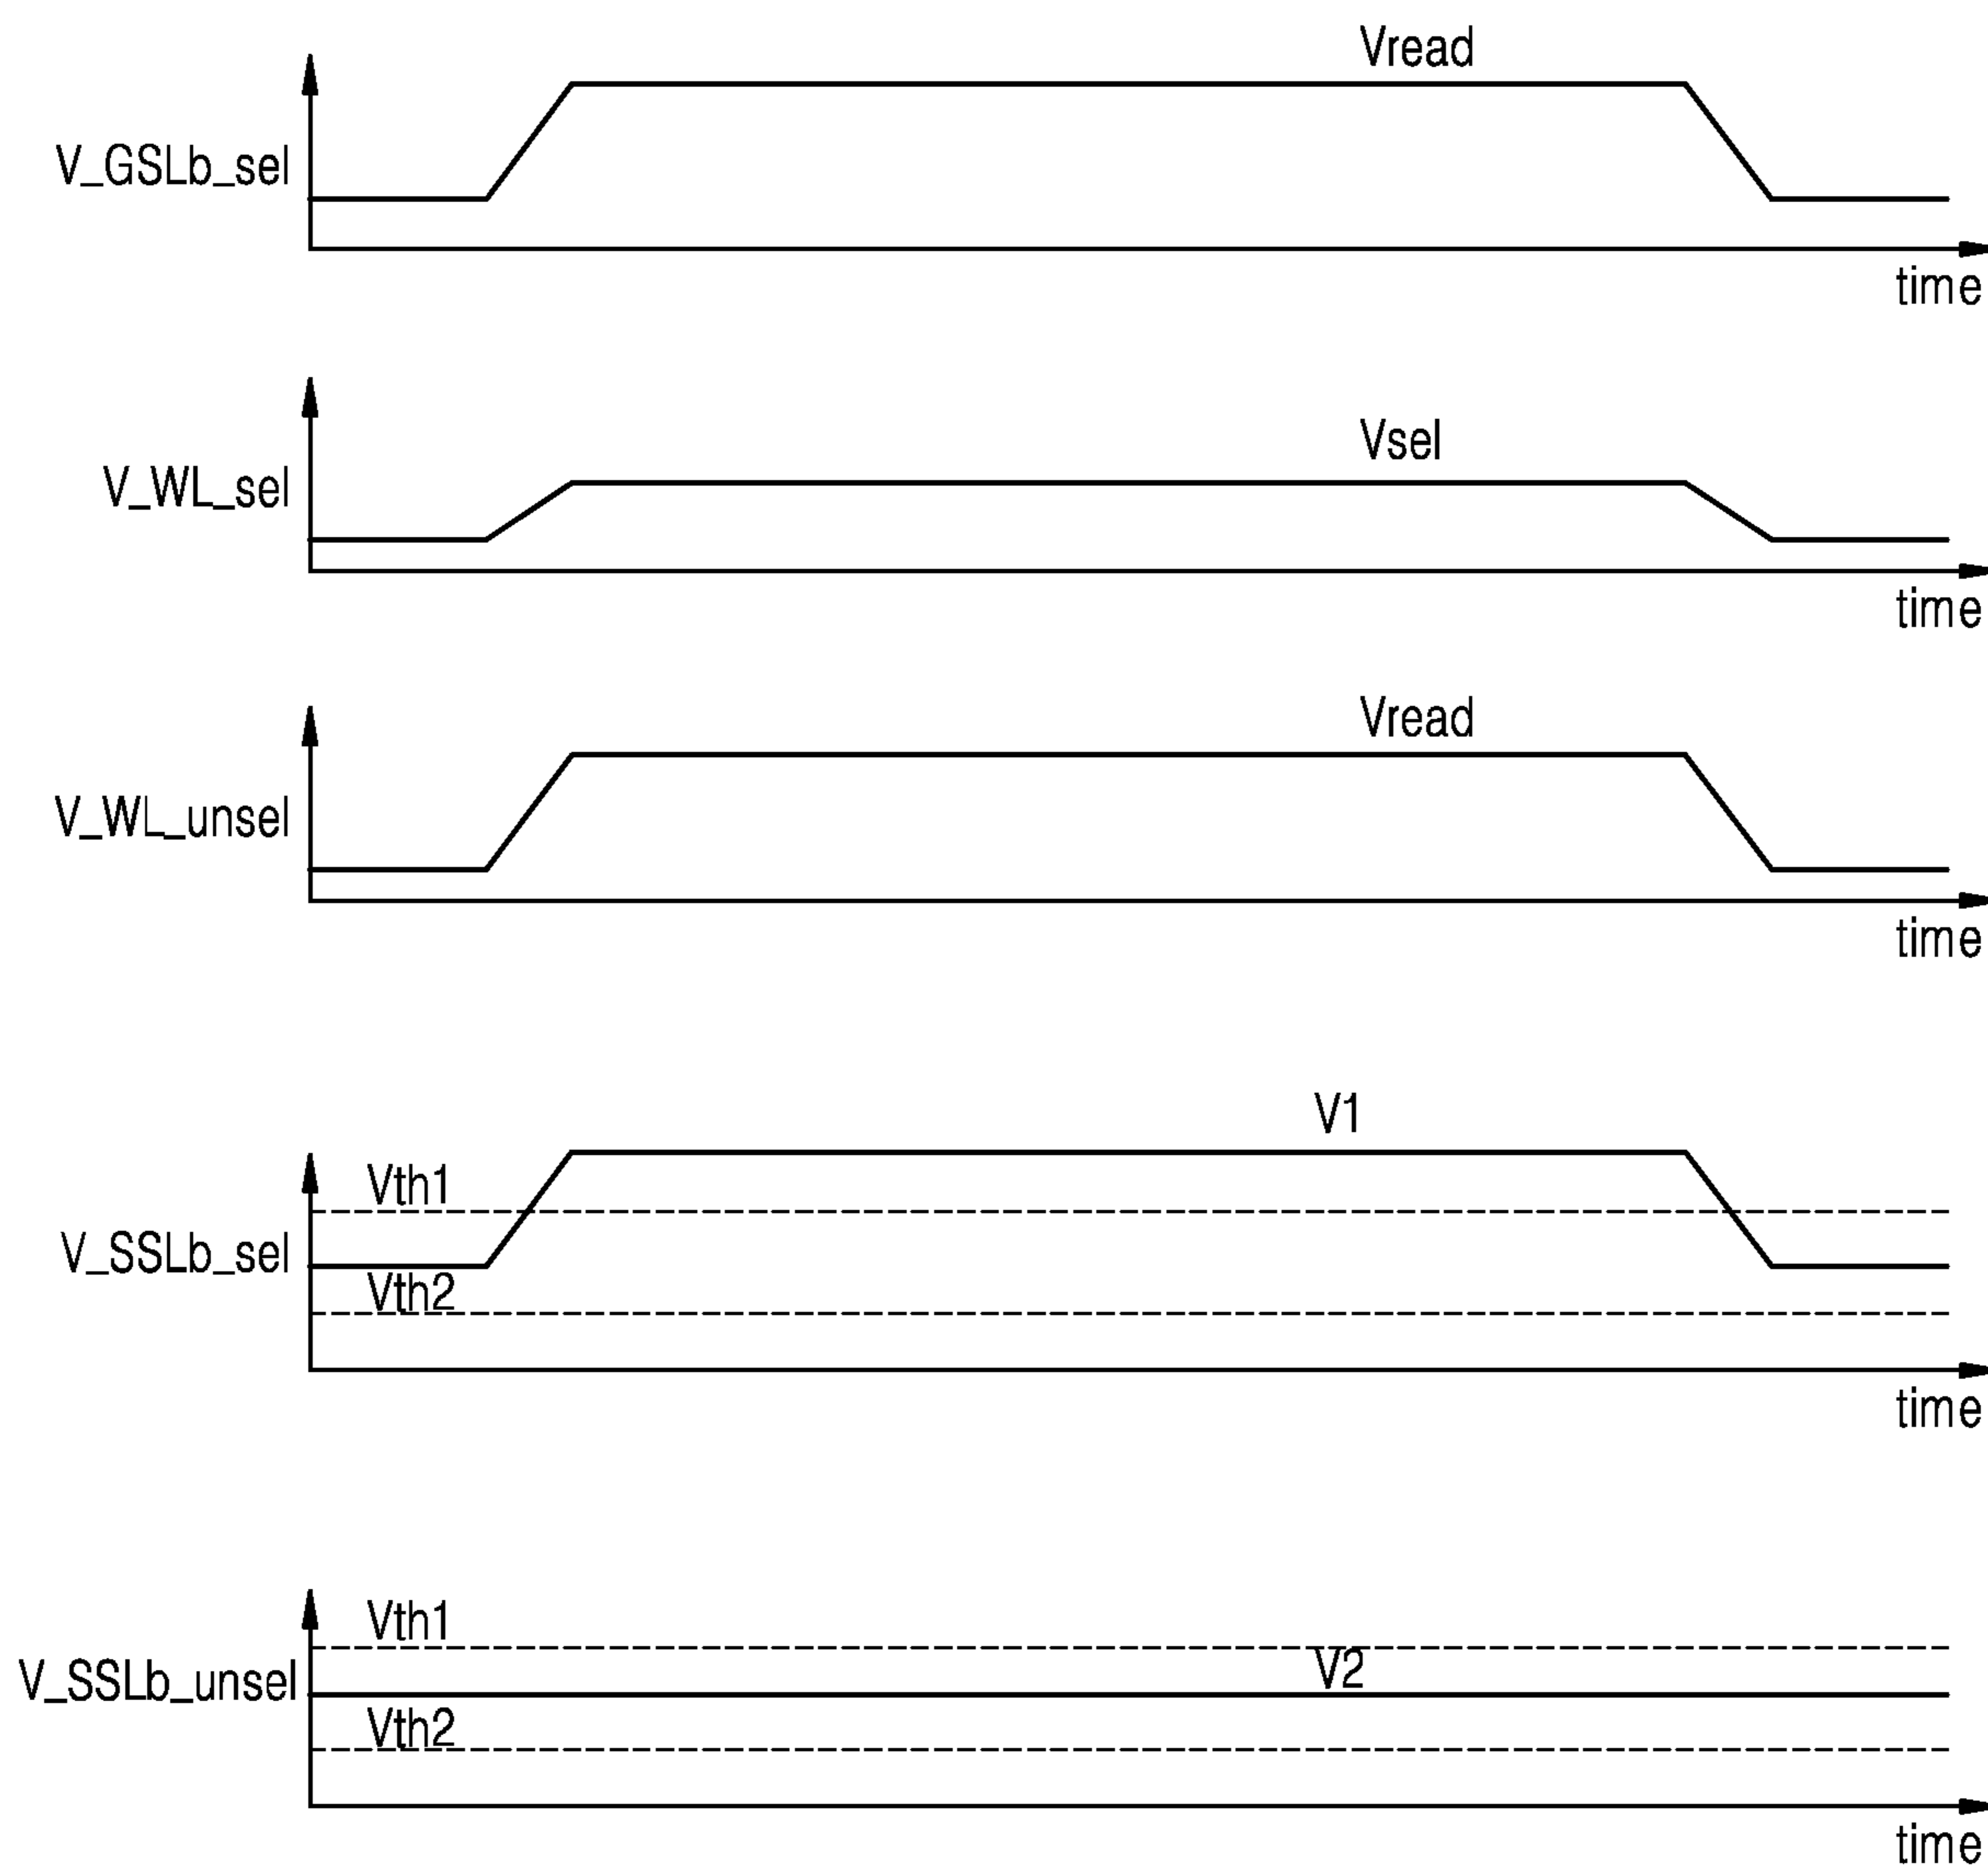 Vread
V_GSLb_sel
time
Vsel
V_WL_sel
time
Vread
V_WL_unsel
time
V1
Vth1
V_SSLb_sel
Vth2
time
Vth1
V2
V_SSLb_unsel
Vth2
time